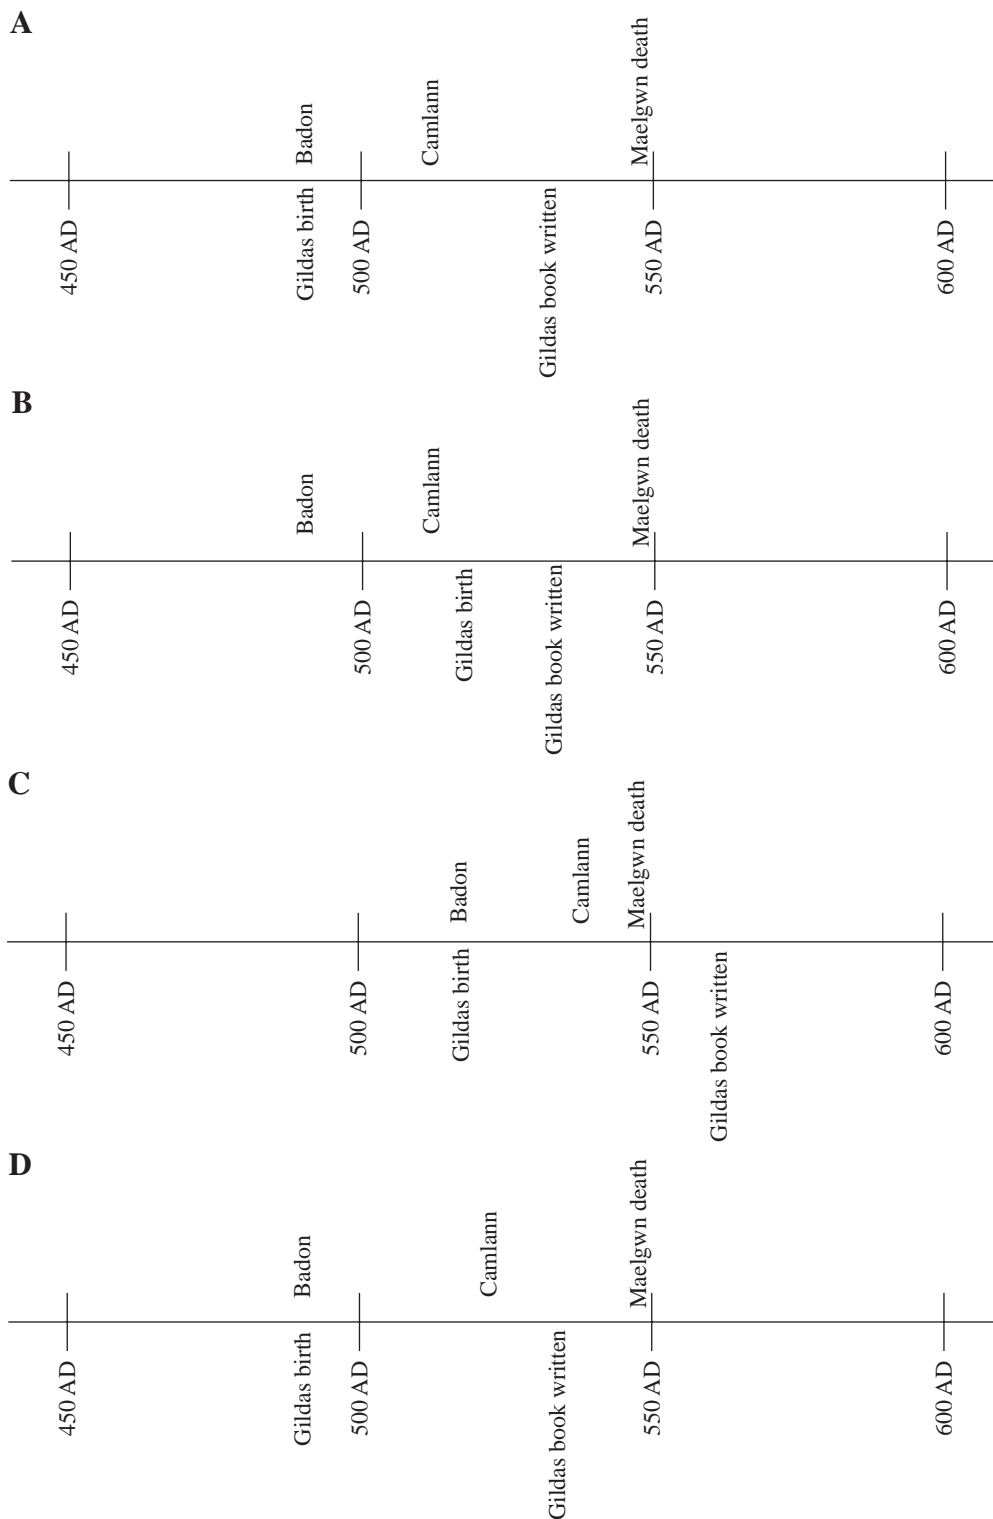 A
Badon
Camlann
Maelgwn death
450 AD
Gildas birth
500 AD
Gildas book written
550 AD
600 AD
B
Badon
Camlann
Maelgwn death
450 AD
500 AD
Gildas birth
Gildas book written
550 AD
600 AD
C
Badon
Camlann
Maelgwn death
450 AD
500 AD
Gildas birth
550 AD
Gildas book written
600 AD
D
Badon
Camlann
Maelgwn death
450 AD
Gildas birth
500 AD
Gildas book written
550 AD
600 AD